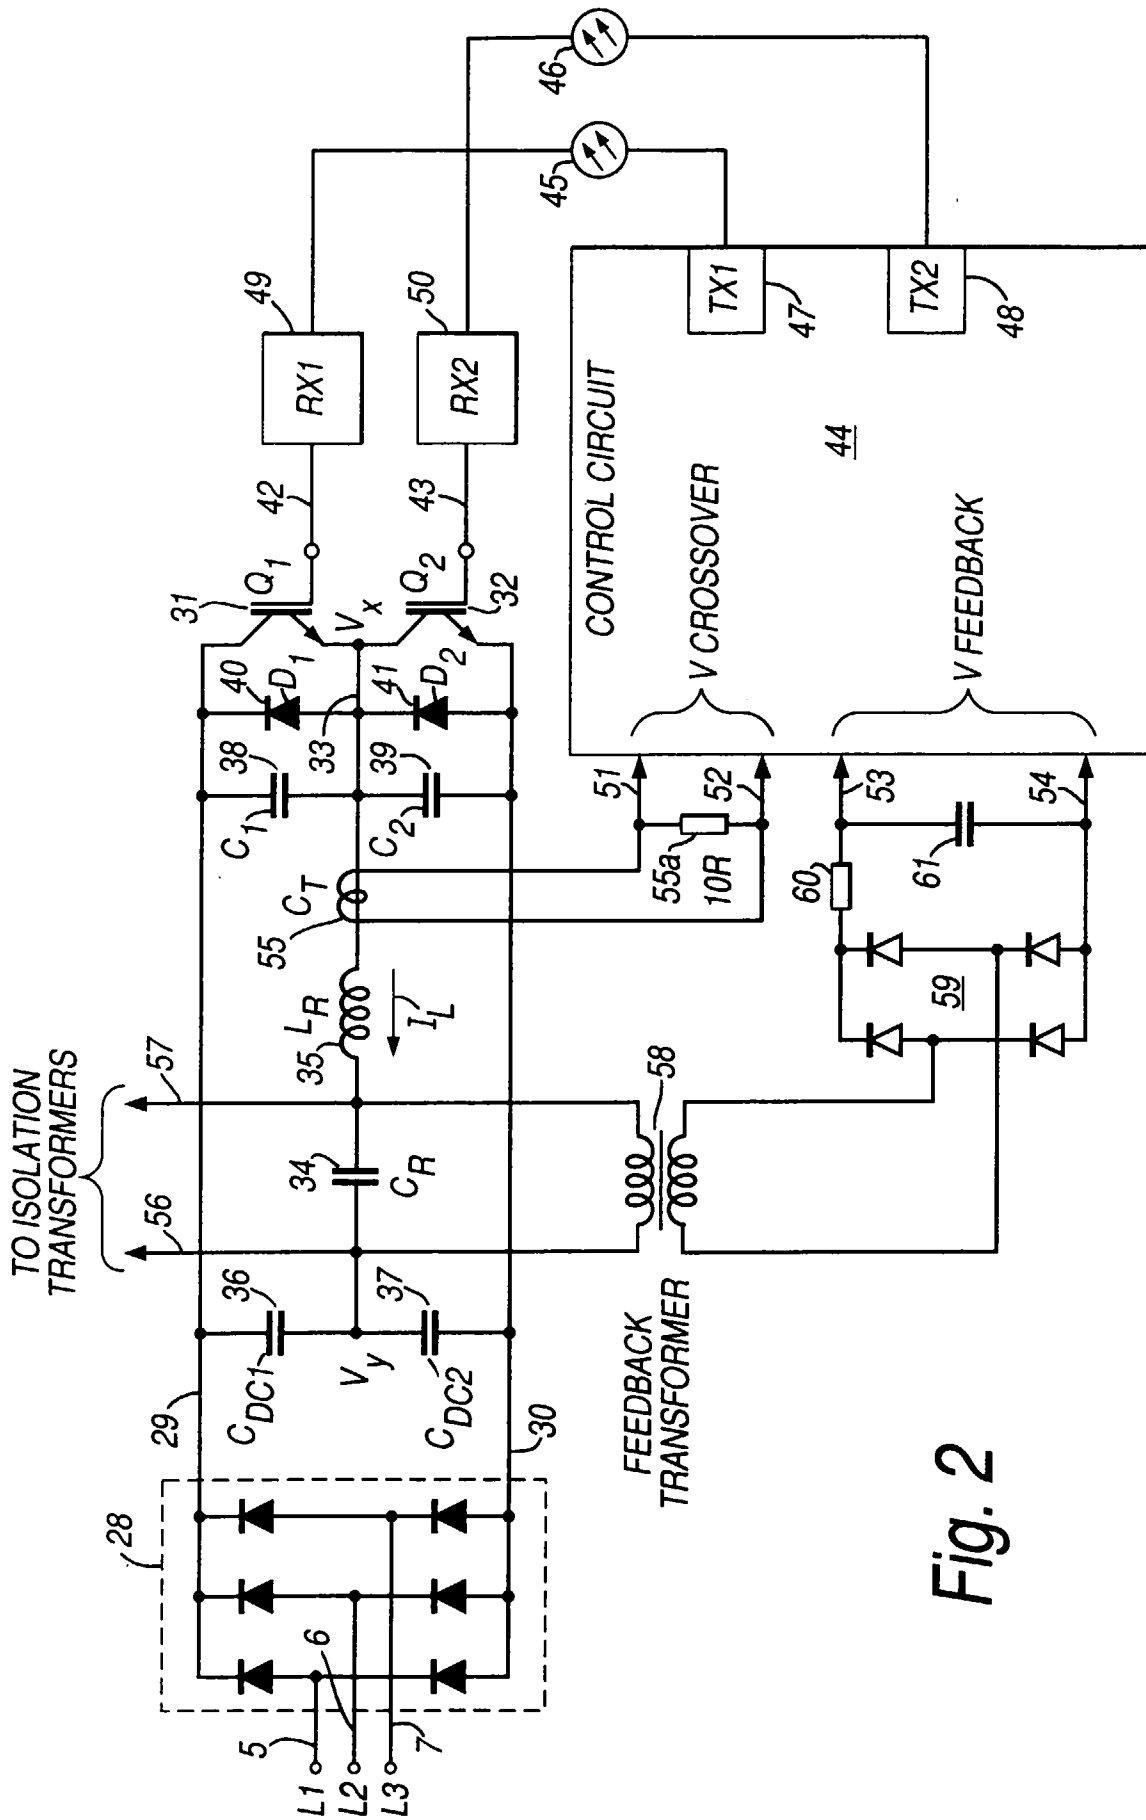 TO ISOLATION
TRANSFORMERS
56
57
28
29
30
L1
L2
L3
5
6
7
C_DC1
36
V_y
C_DC2
37
34
C_R
L_R
35
I_L
55
C_T
C_1
38
33
C_2
39
40
D_1
41
D_2
31
Q_1
V_x
Q_2
32
42
43
49
RX1
50
RX2
45
46
FEEDBACK
TRANSFORMER
58
59
60
61
55a
10R
51
52
53
54
CONTROL CIRCUIT
V CROSSOVER
V FEEDBACK
44
TX1
47
TX2
48
Fig. 2